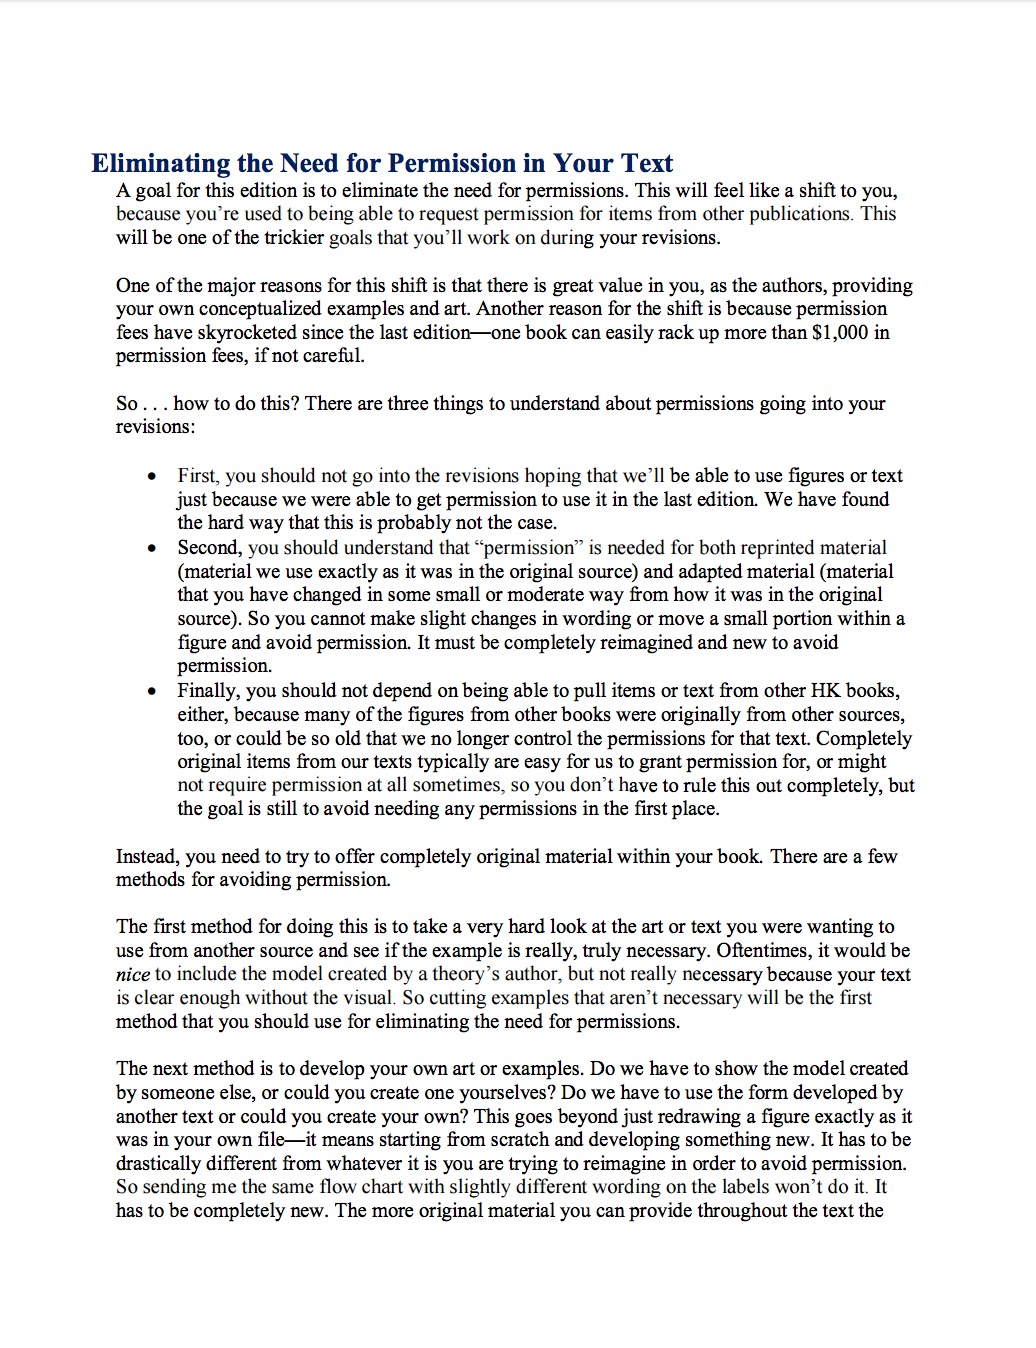 Eliminating the Need for Permission in Your Text
A goal for this edition is to eliminate the need for permissions. This will feel like a shift to you,
because you’re used to being able to request permission for items from other publications. This
will be one of the trickier goals that you’ll work on during your revisions.
One of the major reasons for this shift is that there is great value in you, as the authors, providing
your own conceptualized examples and art. Another reason for the shift is because permission
fees have skyrocketed since the last edition—one book can easily rack up more than $1,000 in
permission fees, if not careful.
So . . . how to do this? There are three things to understand about permissions going into your
revisions:
• First, you should not go into the revisions hoping that we’ll be able to use figures or text
just because we were able to get permission to use it in the last edition. We have found
the hard way that this is probably not the case.
• Second, you should understand that “permission” is needed for both reprinted material
(material we use exactly as it was in the original source) and adapted material (material
that you have changed in some small or moderate way from how it was in the original
source). So you cannot make slight changes in wording or move a small portion within a
figure and avoid permission. It must be completely reimagined and new to avoid
permission.
• Finally, you should not depend on being able to pull items or text from other HK books,
either, because many of the figures from other books were originally from other sources,
too, or could be so old that we no longer control the permissions for that text. Completely
original items from our texts typically are easy for us to grant permission for, or might
not require permission at all sometimes, so you don’t have to rule this out completely, but
the goal is still to avoid needing any permissions in the first place.
Instead, you need to try to offer completely original material within your book. There are a few
methods for avoiding permission.
The first method for doing this is to take a very hard look at the art or text you were wanting to
use from another source and see if the example is really, truly necessary. Oftentimes, it would be
nice to include the model created by a theory’s author, but not really necessary because your text
is clear enough without the visual. So cutting examples that aren’t necessary will be the first
method that you should use for eliminating the need for permissions.
The next method is to develop your own art or examples. Do we have to show the model created
by someone else, or could you create one yourselves? Do we have to use the form developed by
another text or could you create your own? This goes beyond just redrawing a figure exactly as it
was in your own file—it means starting from scratch and developing something new. It has to be
drastically different from whatever it is you are trying to reimagine in order to avoid permission.
So sending me the same flow chart with slightly different wording on the labels won’t do it. It
has to be completely new. The more original material you can provide throughout the text the